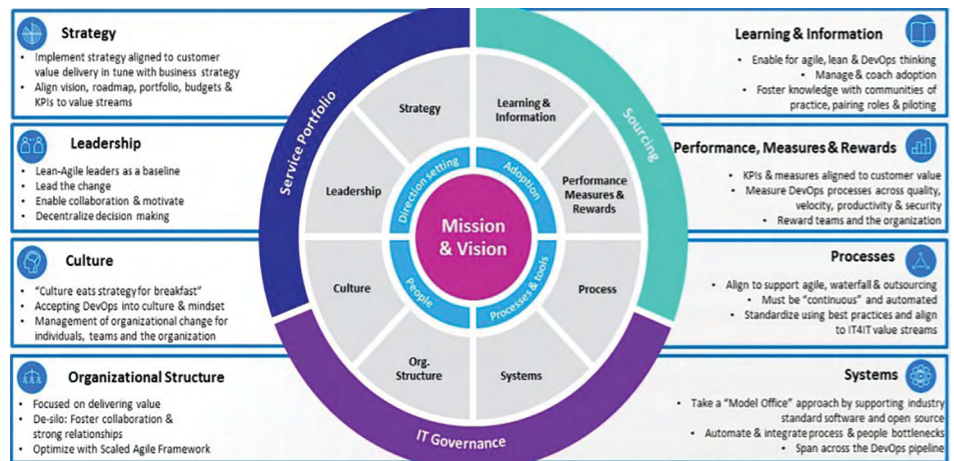 Strategy
• Implement strategy aligned to customer
value delivery in tune with business strategy
• Align vision, roadmap, portfolio, budgets &
KPIs to value streams
Leadership
• Lean-Agile leaders as a baseline
• Lead the change
• Enable collaboration & motivate
• Decentralize decision making
Culture
• “Culture eats strategy for breakfast”
• Accepting DevOps into culture & mindset
• Management of organizational change for
individuals, teams and the organization
Organizational Structure
• Focused on delivering value
• De-silo: Foster collaboration &
strong relationships
• Optimize with Scaled Agile Framework
Service Portfolio
Sourcing
IT Governance
Strategy
Learning &
Information
Leadership
Performance
Measures &
Rewards
Culture
Process
Org.
Structure
Systems
Direction setting
Adoption
People
Processes & tools
Mission
& Vision
Learning & Information
• Enable for agile, lean & DevOps thinking
• Manage & coach adoption
• Foster knowledge with communities of
practice, pairing roles & piloting
Performance, Measures & Rewards
• KPIs & measures aligned to customer value
• Measure DevOps processes across quality,
velocity, productivity & security
• Reward teams and the organization
Processes
• Align to support agile, waterfall & outsourcing
• Must be “continuous” and automated
• Standardize using best practices and align
to IT4IT value streams
Systems
• Take a “Model Office” approach by supporting industry
standard software and open source
• Automate & integrate process & people bottlenecks
• Span across the DevOps pipeline